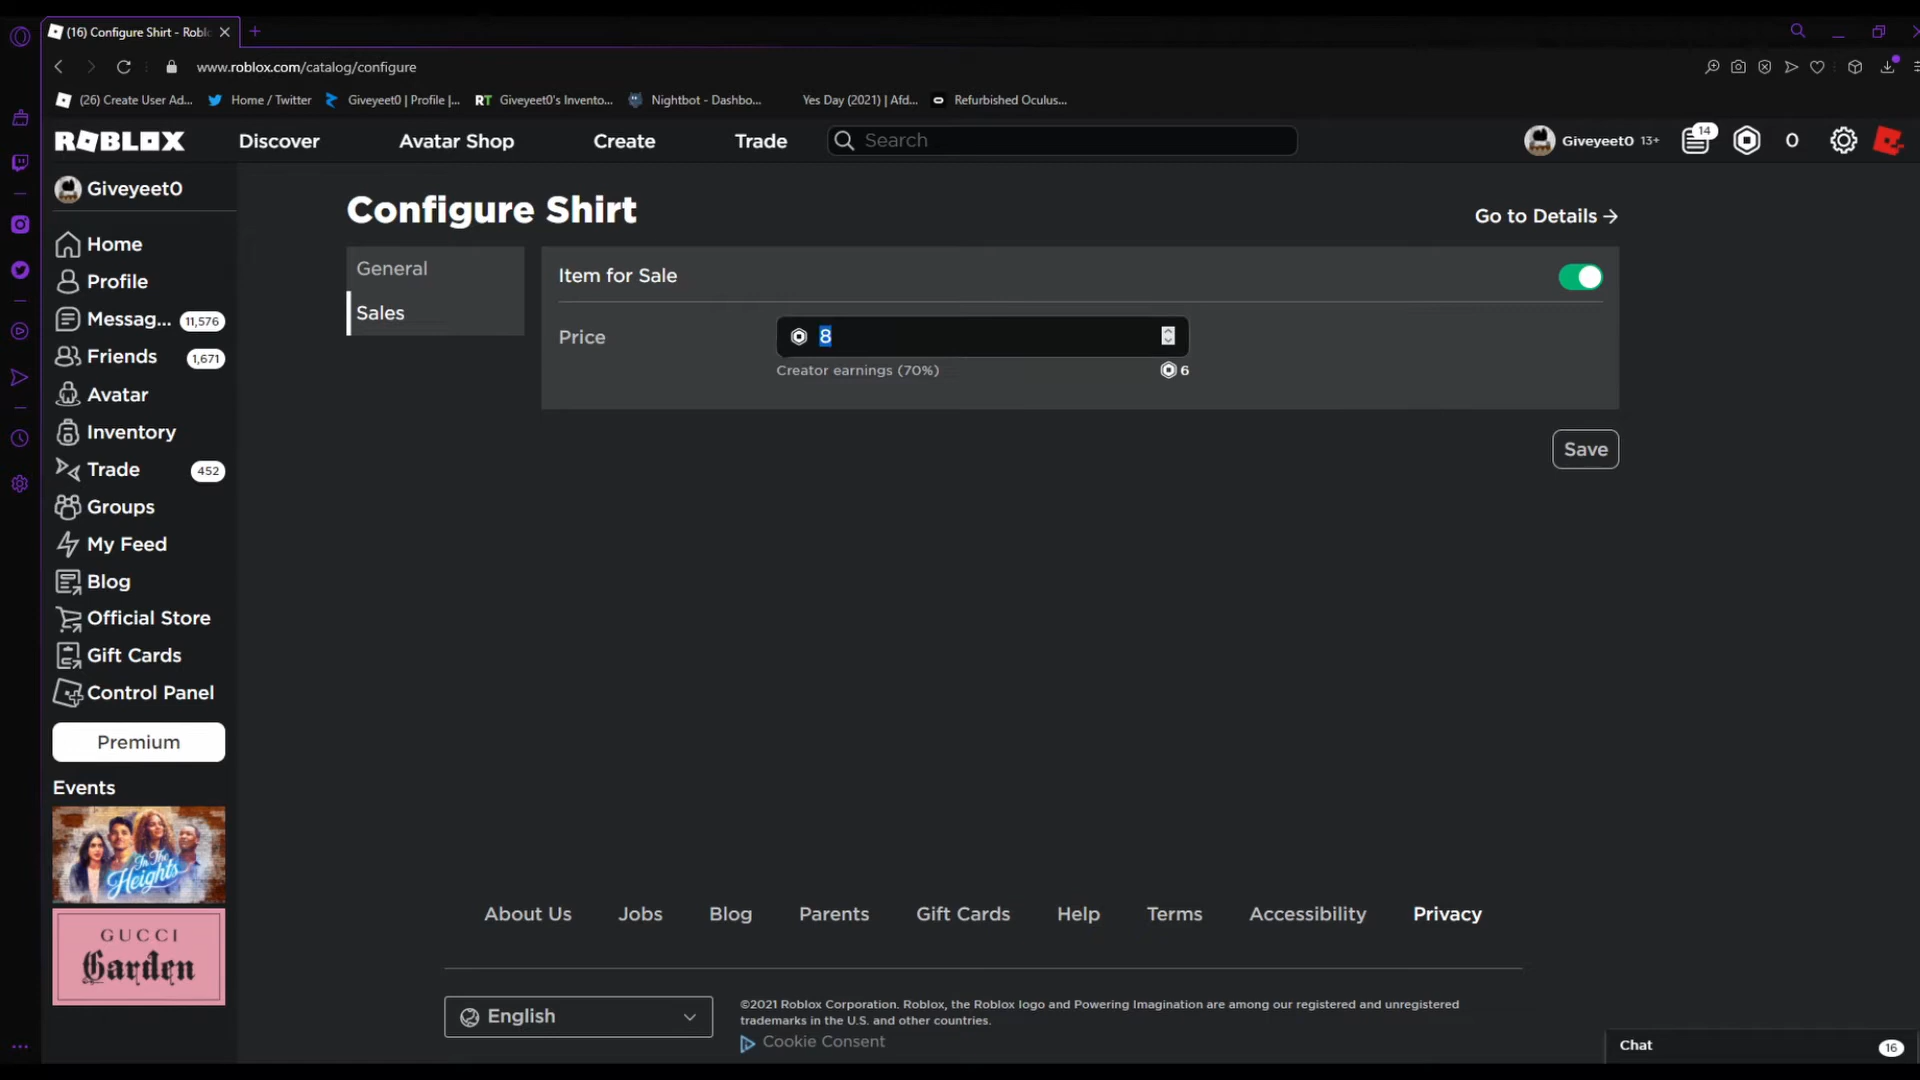 (16) Configure Shirt - Roblo
www.roblox.com/catalog/configure
(26) Create User Ad...
Home / Twitter
Giveyeet0 | Profile |...
RT
Giveyeet0's Invento...
Nightbot - Dashbo...
Yes Day (2021) | Afd...
Refurbished Oculus...
ROBLOX
Discover
Avatar Shop
Create
Trade
Search
Giveyeet0 13+
14
0
Giveyeet0
Home
Profile
Messag... 11,576
Friends 1,671
Avatar
Inventory
Trade 452
Groups
My Feed
Blog
Official Store
Gift Cards
Control Panel
Premium
Events
In The
Heights
GUCCI
Garden
Configure Shirt
Go to Details →
General
Sales
Item for Sale
Price
8
Creator earnings (70%)
6
Save
About Us
Jobs
Blog
Parents
Gift Cards
Help
Terms
Accessibility
Privacy
English
©2021 Roblox Corporation. Roblox, the Roblox logo and Powering Imagination are among our registered and unregistered
trademarks in the U.S. and other countries.
Cookie Consent
Chat
16